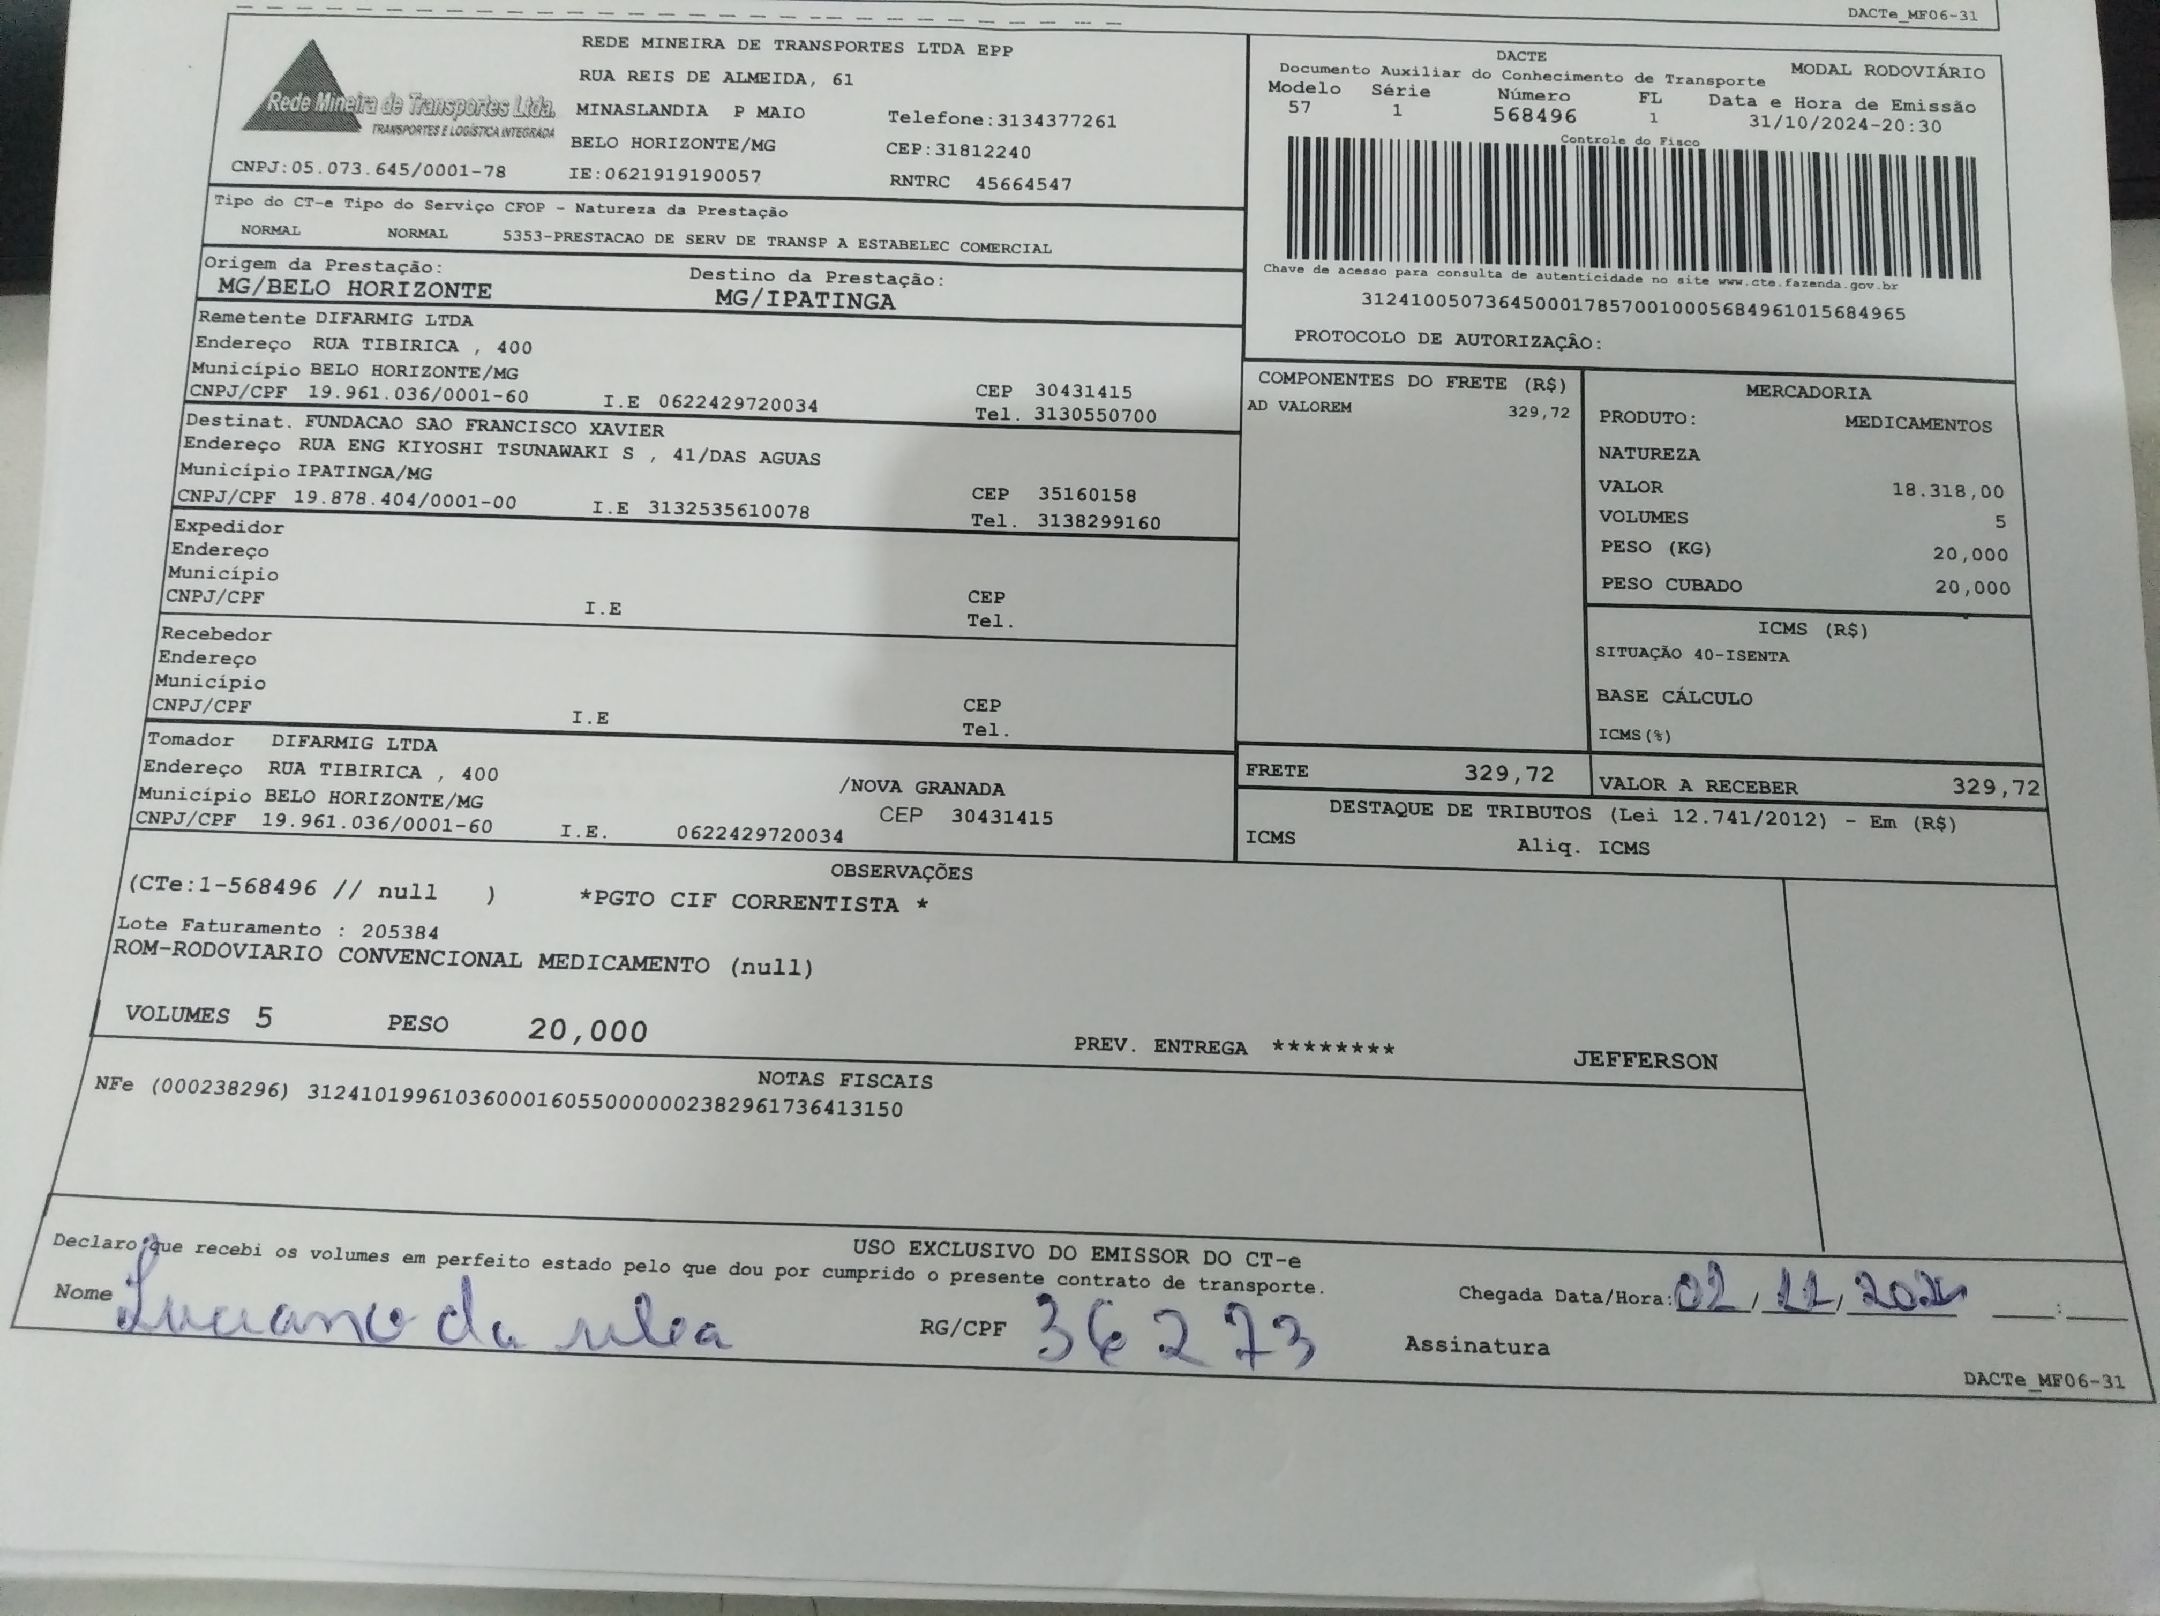 DACTe_MF06-31
Rede Mineira de Transportes Ltda.
TRANSPORTES E LOGÍSTICA INTEGRADA
CNPJ:05.073.645/0001-78
REDE MINEIRA DE TRANSPORTES LTDA EPP
RUA REIS DE ALMEIDA, 61
MINASLANDIA P MAIO Telefone:3134377261
BELO HORIZONTE/MG CEP:31812240
IE:0621919190057 RNTRC 45664547
DACTE MODAL RODOVIÁRIO
Documento Auxiliar do Conhecimento de Transporte
Modelo Série Número FL Data e Hora de Emissão
57 1 568496 1 31/10/2024-20:30
Controle do Fisco
Chave de acesso para consulta de autenticidade no site www.cte.fazenda.gov.br
31241005073645000178570010005684961015684965
PROTOCOLO DE AUTORIZAÇÃO:
Tipo do CT-e Tipo do Serviço CFOP - Natureza da Prestação
NORMAL NORMAL 5353-PRESTACAO DE SERV DE TRANSP A ESTABELEC COMERCIAL
Origem da Prestação: Destino da Prestação:
MG/BELO HORIZONTE MG/IPATINGA
Remetente DIFARMIG LTDA
Endereço RUA TIBIRICA , 400
Município BELO HORIZONTE/MG CEP 30431415
CNPJ/CPF 19.961.036/0001-60 I.E 0622429720034 Tel. 3130550700
Destinat. FUNDACAO SAO FRANCISCO XAVIER
Endereço RUA ENG KIYOSHI TSUNAWAKI S , 41/DAS AGUAS
Município IPATINGA/MG CEP 35160158
CNPJ/CPF 19.878.404/0001-00 I.E 3132535610078 Tel. 3138299160
Expedidor
Endereço
Município CEP
CNPJ/CPF I.E Tel.
Recebedor
Endereço
Município CEP
CNPJ/CPF I.E Tel.
Tomador DIFARMIG LTDA
Endereço RUA TIBIRICA , 400 /NOVA GRANADA
Município BELO HORIZONTE/MG CEP 30431415
CNPJ/CPF 19.961.036/0001-60 I.E. 0622429720034
COMPONENTES DO FRETE (R$)
AD VALOREM 329,72
MERCADORIA
PRODUTO: MEDICAMENTOS
NATUREZA
VALOR 18.318,00
VOLUMES 5
PESO (KG) 20,000
PESO CUBADO 20,000
ICMS (R$)
SITUAÇÃO 40-ISENTA
BASE CÁLCULO
ICMS(%)
FRETE 329,72 VALOR A RECEBER 329,72
DESTAQUE DE TRIBUTOS (Lei 12.741/2012) - Em (R$)
ICMS Aliq. ICMS
OBSERVAÇÕES
(CTe:1-568496 // null ) *PGTO CIF CORRENTISTA *
Lote Faturamento : 205384
ROM-RODOVIARIO CONVENCIONAL MEDICAMENTO (null)
VOLUMES 5 PESO 20,000 PREV. ENTREGA ******** JEFFERSON
NOTAS FISCAIS
NFe (000238296) 31241019961036000160550000002382961736413150
USO EXCLUSIVO DO EMISSOR DO CT-e
Declaro que recebi os volumes em perfeito estado pelo que dou por cumprido o presente contrato de transporte.
Nome Luciano da RG/CPF 36273 Chegada Data/Hora: 02/11/2024 __:__
Assinatura
DACTe_MF06-31